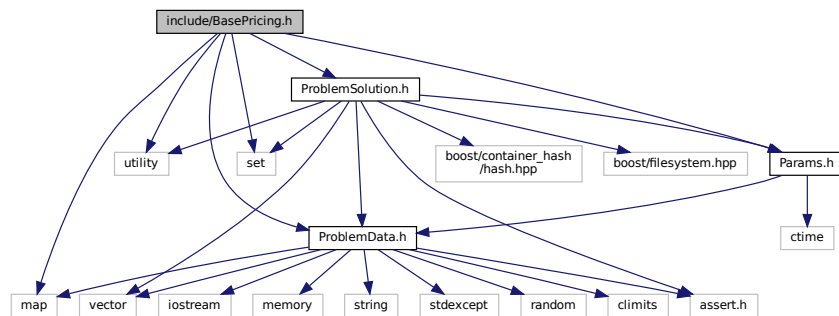 include/BasePricing.h
ProblemSolution.h
utility
set
boost/container_hash
/hash.hpp
boost/filesystem.hpp
Params.h
ProblemData.h
ctime
map
vector
iostream
memory
string
stdexcept
random
climits
assert.h